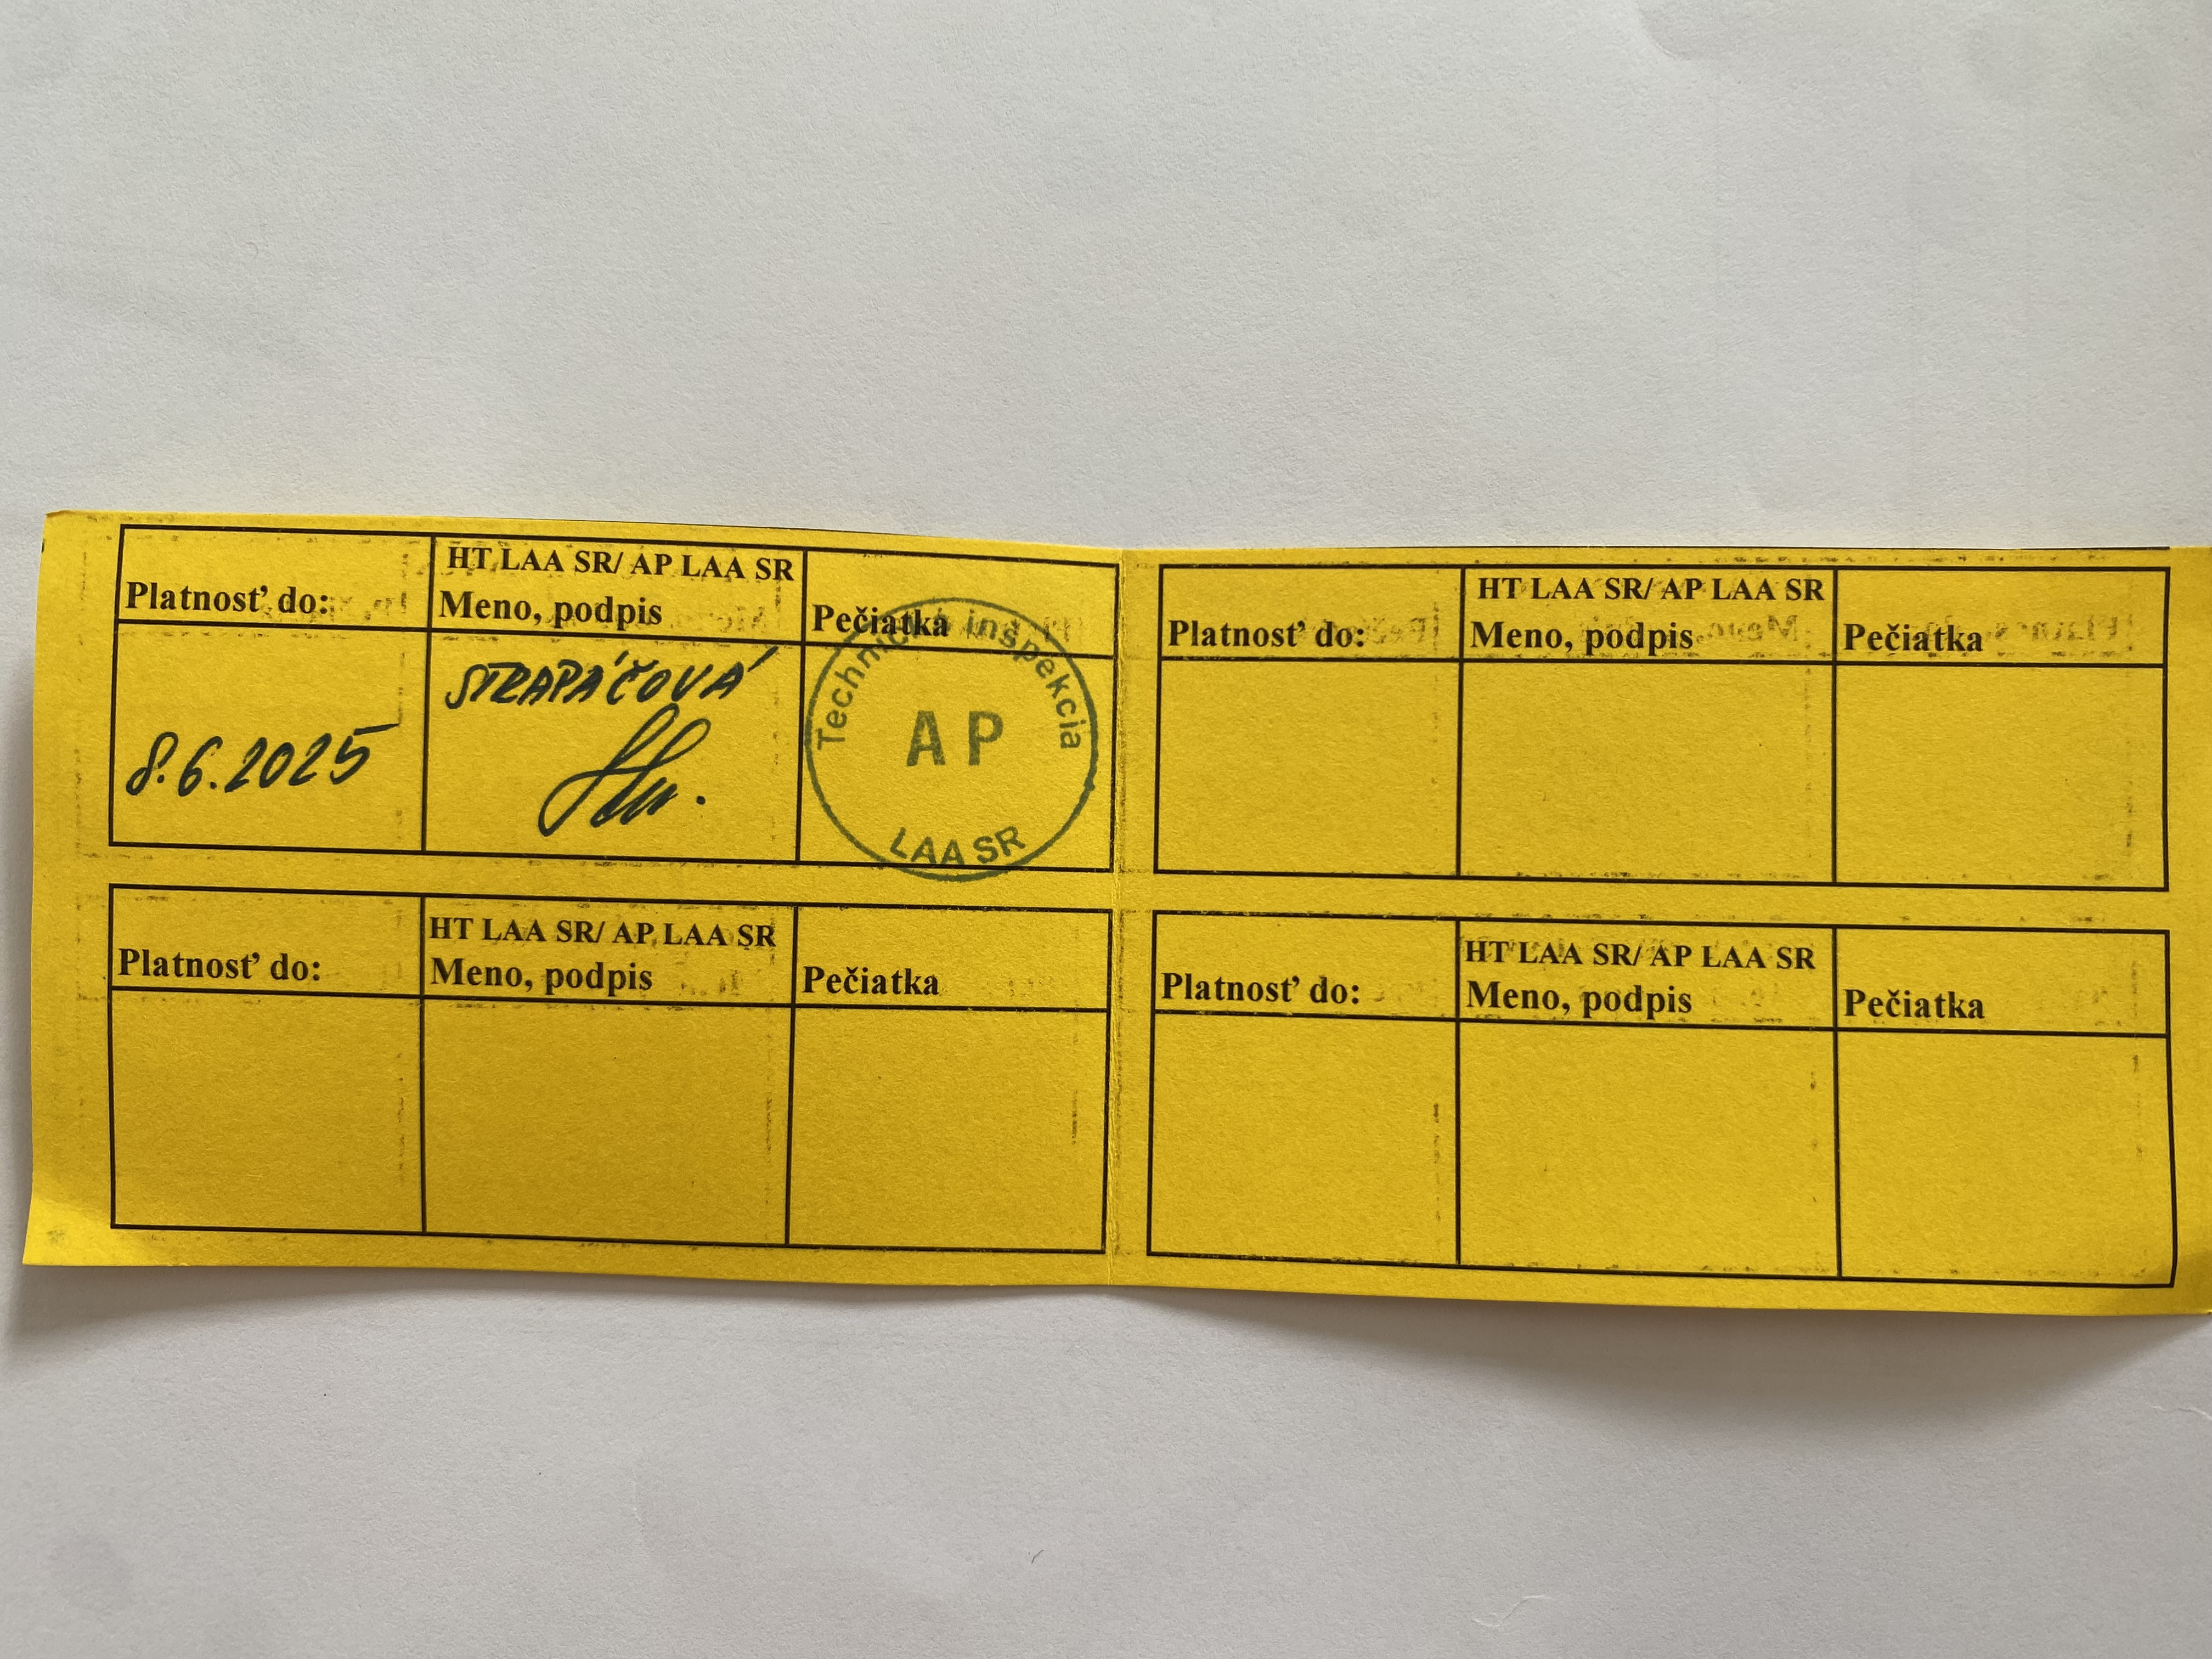 Platnosť do:
HT LAA SR/ AP LAA SR
Meno, podpis
Pečiatka
8.6.2025
STRAPÁČOVÁ
Technická inšpekcia
AP
LAA SR
Platnosť do:
HT LAA SR/ AP LAA SR
Meno, podpis
Pečiatka
Platnosť do:
HT LAA SR/ AP LAA SR
Meno, podpis
Pečiatka
Platnosť do:
HT LAA SR/ AP LAA SR
Meno, podpis
Pečiatka